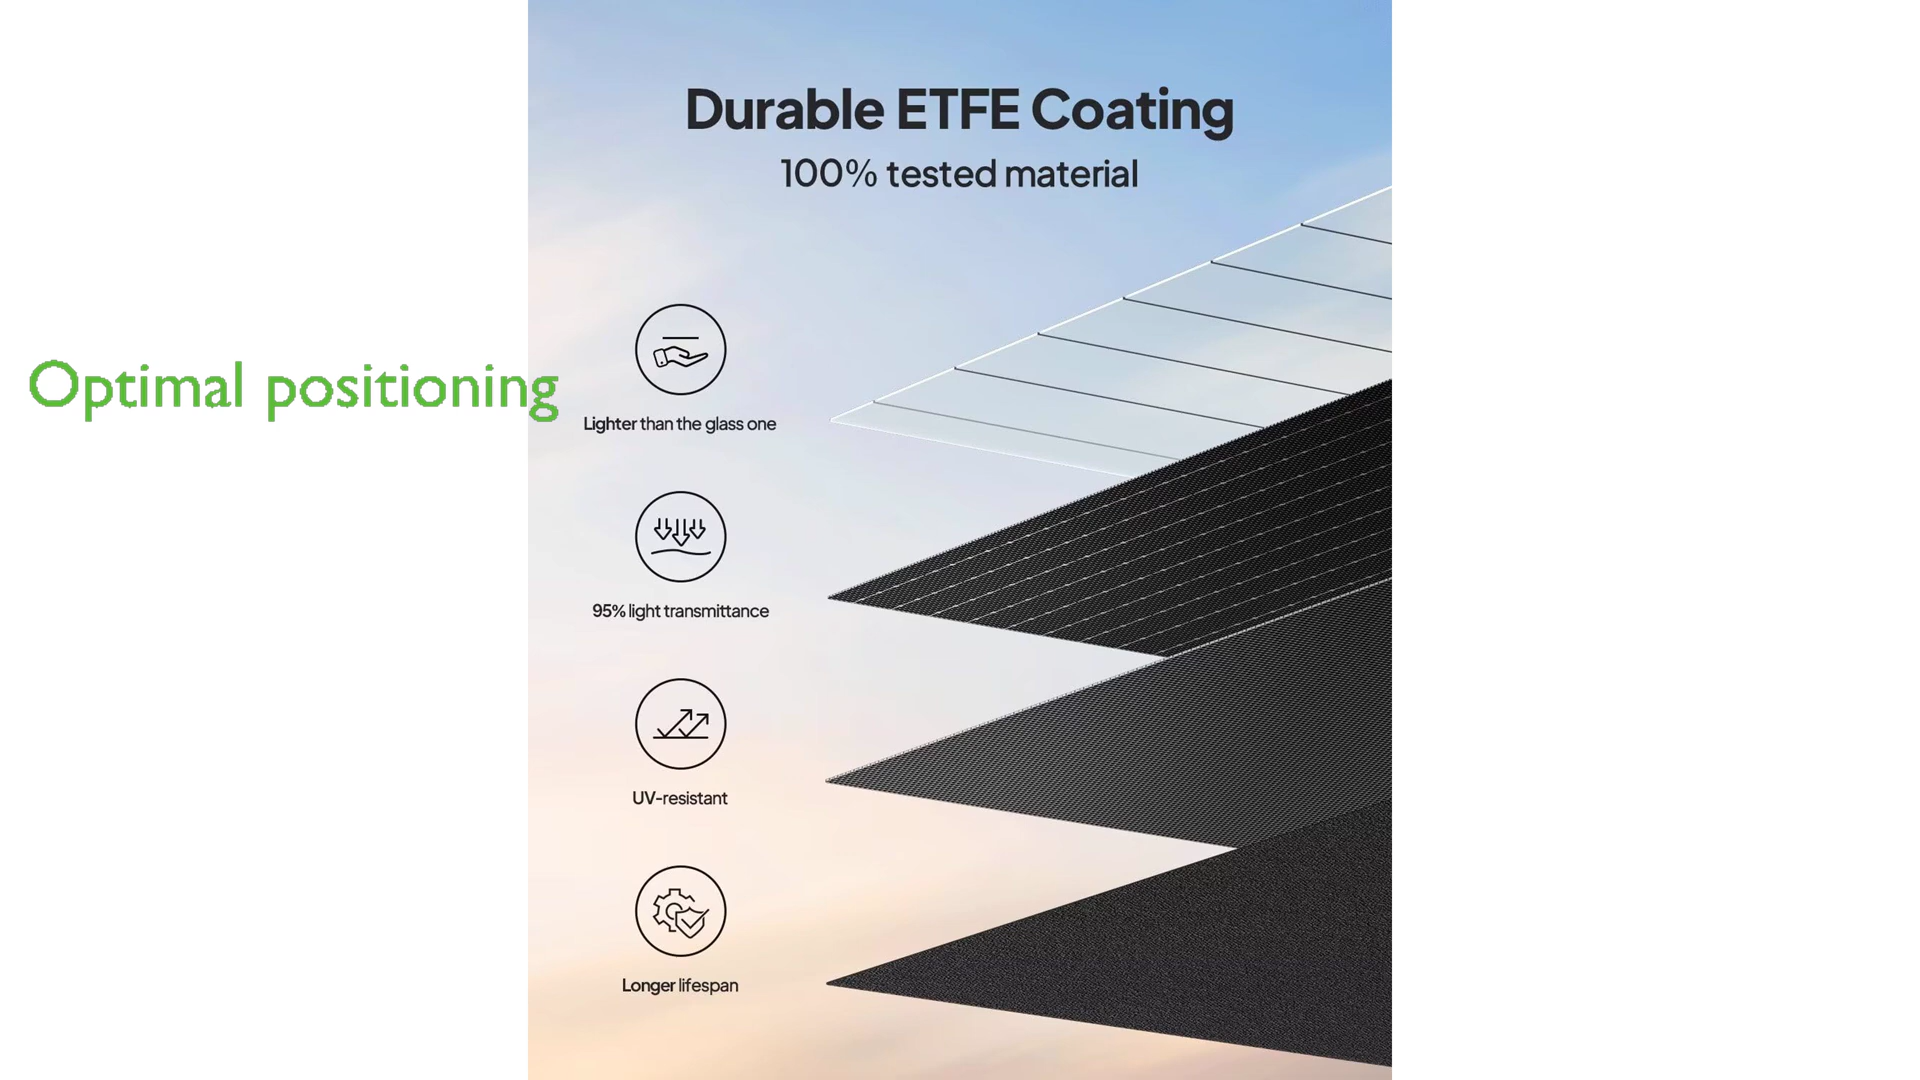 Durable ETFE Coating
100% tested material
Optimal positioning
Lighter than the glass one
95% light transmittance
UV-resistant
Longer lifespan